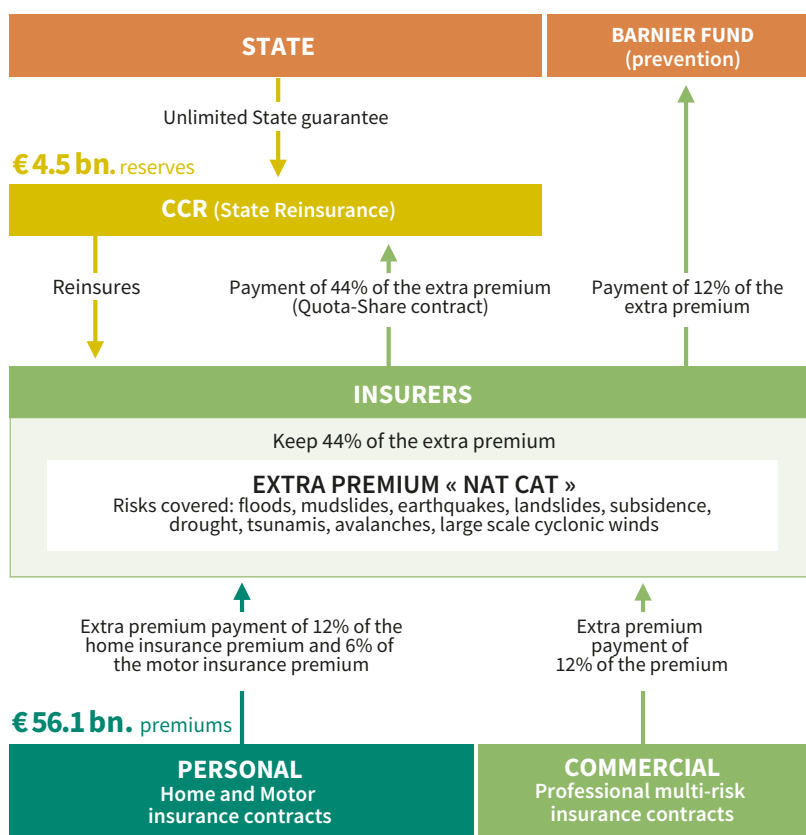 STATE
BARNIER FUND
(prevention)
Unlimited State guarantee
€ 4.5 bn. reserves
CCR (State Reinsurance)
Reinsures
Payment of 44% of the extra premium
(Quota-Share contract)
Payment of 12% of the
extra premium
INSURERS
Keep 44% of the extra premium
EXTRA PREMIUM « NAT CAT »
Risks covered: floods, mudslides, earthquakes, landslides, subsidence,
drought, tsunamis, avalanches, large scale cyclonic winds
Extra premium payment of 12% of the
home insurance premium and 6% of
the motor insurance premium
Extra premium
payment of
12% of the premium
€ 56.1 bn. premiums
PERSONAL
Home and Motor
insurance contracts
COMMERCIAL
Professional multi-risk
insurance contracts